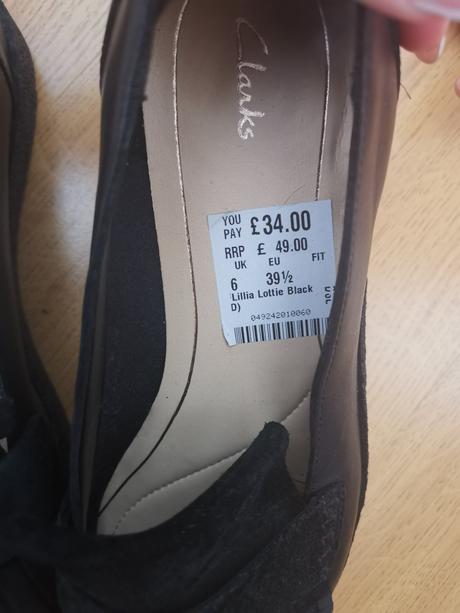 Clarks
YOU PAY £34.00
RRP £ 49.00
UK EU FIT
6 39½
Lillia Lottie Black
D)
049242010060